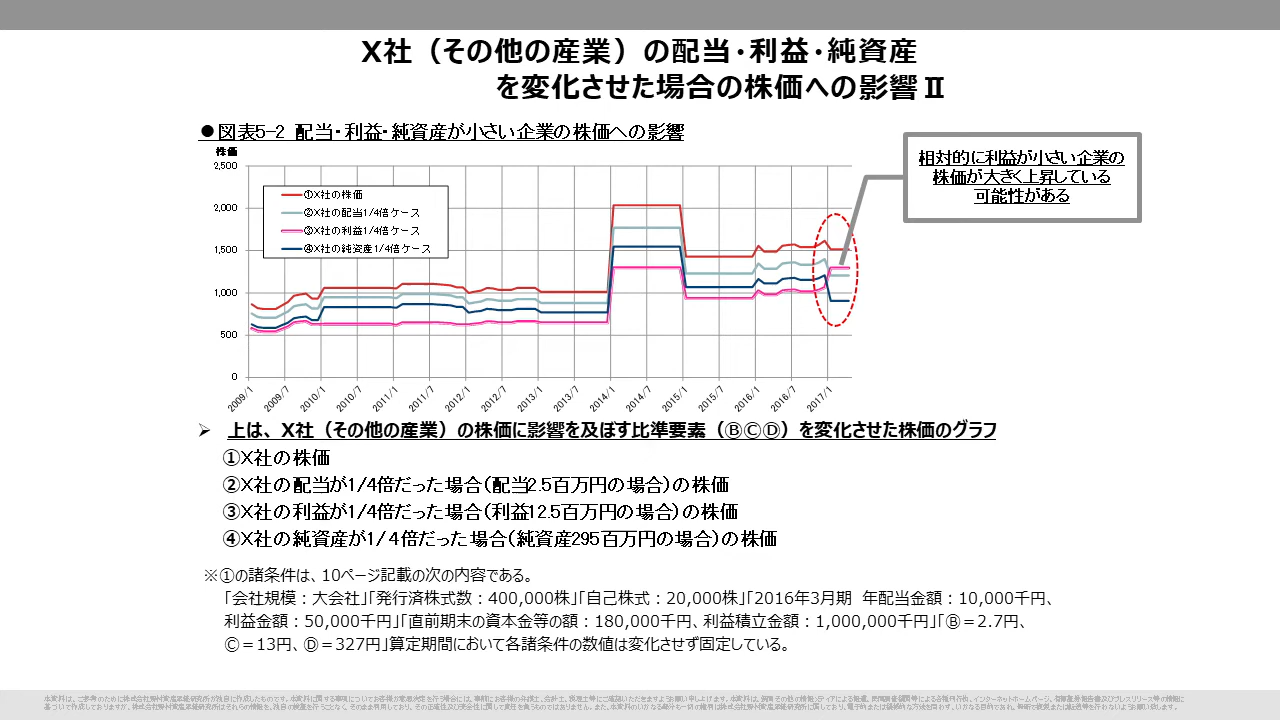 X社（その他の産業）の配当･利益･純資産
を変化させた場合の株価への影響Ⅱ
●図表5-2 配当･利益･純資産が小さい企業の株価への影響
株価
2,500
2,000
1,500
1,000
500
0
①X社の株価
②X社の配当1/4倍ケース
③X社の利益1/4倍ケース
④X社の純資産1/4倍ケース
2009/1 2009/7 2010/1 2010/7 2011/1 2011/7 2012/1 2012/7 2013/1 2013/7 2014/1 2014/7 2015/1 2015/7 2016/1 2016/7 2017/1
相対的に利益が小さい企業の
株価が大きく上昇している
可能性がある
➢ 上は、X社（その他の産業）の株価に影響を及ぼす比準要素（ⒷⒸⒹ）を変化させた株価のグラフ
①X社の株価
②X社の配当が1/4倍だった場合(配当2.5百万円の場合)の株価
③X社の利益が1/4倍だった場合(利益12.5百万円の場合)の株価
④X社の純資産が1/４倍だった場合(純資産295百万円の場合)の株価
※①の諸条件は、10ページ記載の次の内容である。
｢会社規模：大会社｣｢発行済株式数：400,000株｣｢自己株式：20,000株｣｢2016年3月期 年配当金額：10,000千円、
利益金額：50,000千円｣｢直前期末の資本金等の額：180,000千円、利益積立金額：1,000,000千円｣｢Ⓑ＝2.7円、
Ⓒ＝13円、Ⓓ＝327円｣算定期間において各諸条件の数値は変化させず固定している。